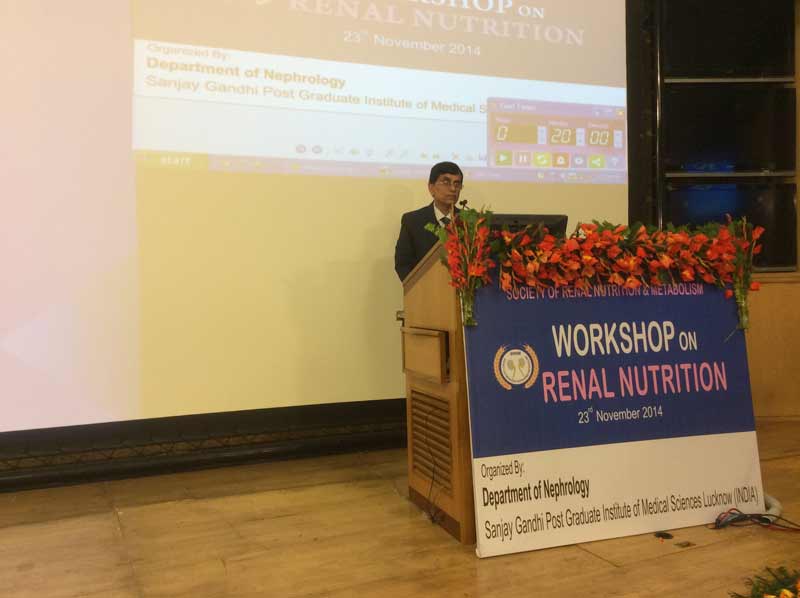 WORKSHOP ON
RENAL NUTRITION
23rd November 2014
Organized By:
Department of Nephrology
Sanjay Gandhi Post Graduate Institute of Medical S
0 20 00
start
SOCIETY OF RENAL NUTRITION & METABOLISM
WORKSHOP ON
RENAL NUTRITION
23rd November 2014
Organized By:
Department of Nephrology
Sanjay Gandhi Post Graduate Institute of Medical Sciences Lucknow (INDIA)